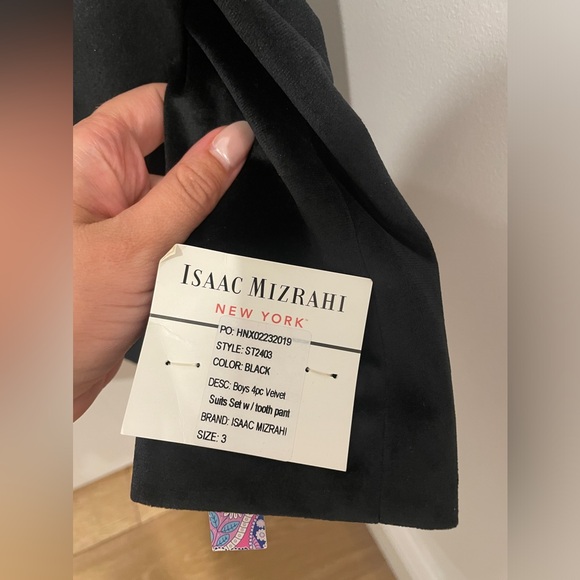 ISAAC MIZRAHI
NEW YORK
PO: HNX02232019
STYLE: ST2403
COLOR: BLACK
DESC: Boys 4pc Velvet
Suits Set w / tooth pant
BRAND: ISAAC MIZRAHI
SIZE: 3